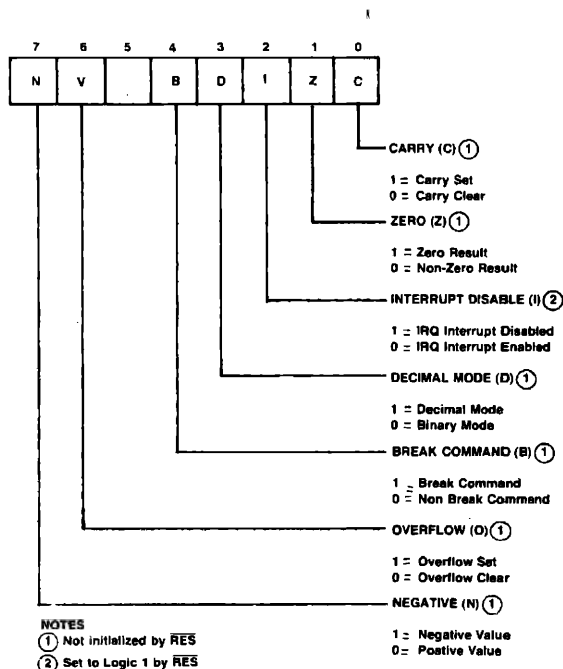 7 6 5 4 3 2 1 0
N V B D I Z C
CARRY (C) 1
1 = Carry Set
0 = Carry Clear
ZERO (Z) 1
1 = Zero Result
0 = Non-Zero Result
INTERRUPT DISABLE (I) 2
1 = IRQ Interrupt Disabled
0 = IRQ Interrupt Enabled
DECIMAL MODE (D) 1
1 = Decimal Mode
0 = Binary Mode
BREAK COMMAND (B) 1
1 = Break Command
0 = Non Break Command
OVERFLOW (O) 1
1 = Overflow Set
0 = Overflow Clear
NEGATIVE (N) 1
1 = Negative Value
0 = Postive Value
NOTES
1 Not initialized by RES
2 Set to Logic 1 by RES